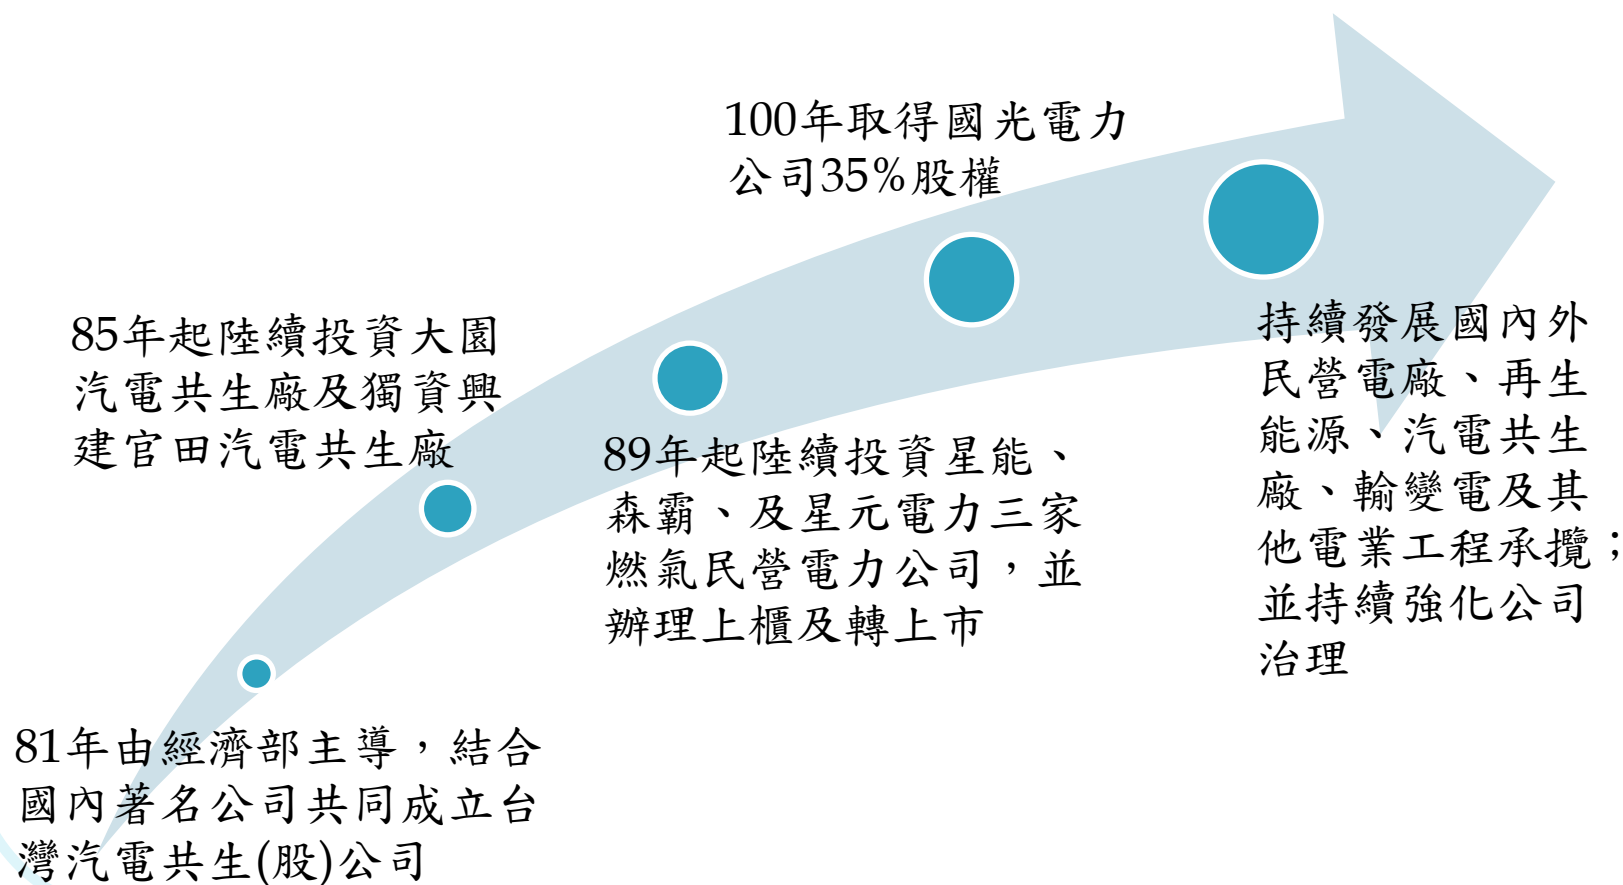 81年由經濟部主導，結合
國內著名公司共同成立台
灣汽電共生(股)公司
85年起陸續投資大園
汽電共生廠及獨資興
建官田汽電共生廠
89年起陸續投資星能、
森霸、及星元電力三家
燃氣民營電力公司，並
辦理上櫃及轉上市
100年取得國光電力
公司35%股權
持續發展國內外
民營電廠、再生
能源、汽電共生
廠、輸變電及其
他電業工程承攬；
並持續強化公司
治理